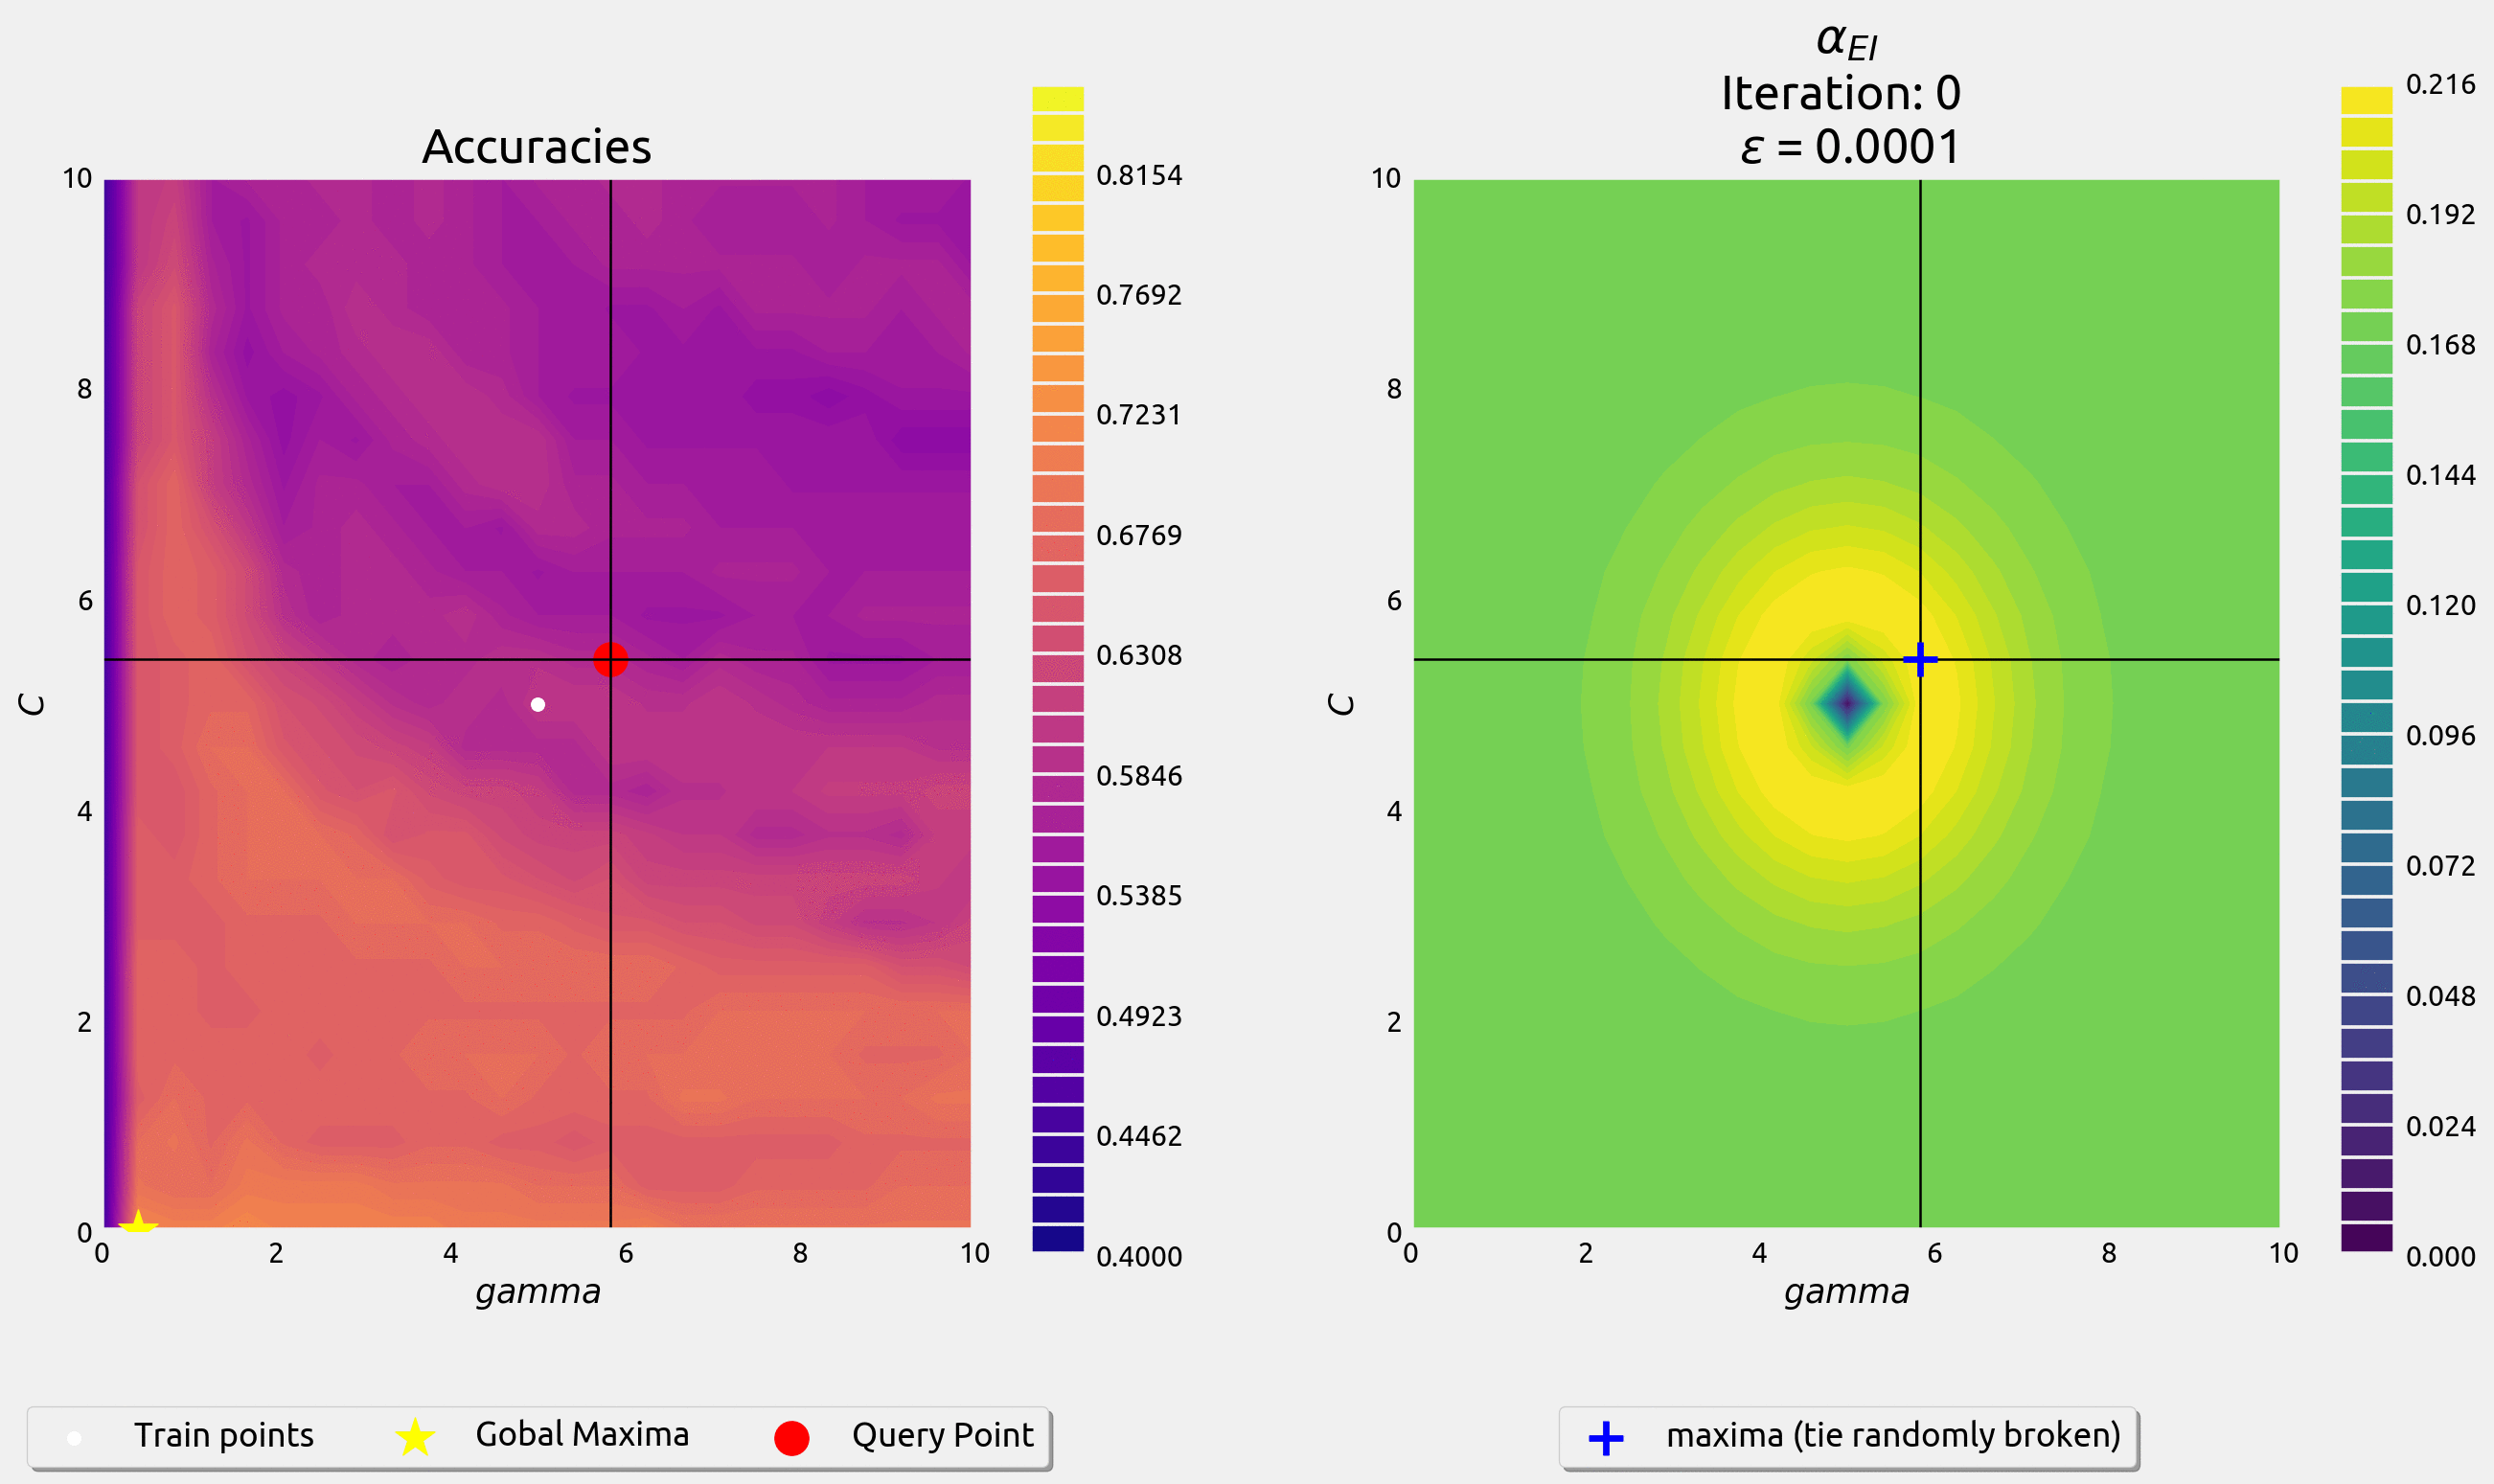 Accuracies
10
8
6
4
2
0
C
0 2 4 6 8 10
gamma
0.8154
0.7692
0.7231
0.6769
0.6308
0.5846
0.5385
0.4923
0.4462
0.4000
α_EI
Iteration: 0
ε = 0.0001
10
8
6
4
2
0
C
0 2 4 6 8 10
gamma
0.216
0.192
0.168
0.144
0.120
0.096
0.072
0.048
0.024
0.000
Train points Gobal Maxima Query Point
maxima (tie randomly broken)